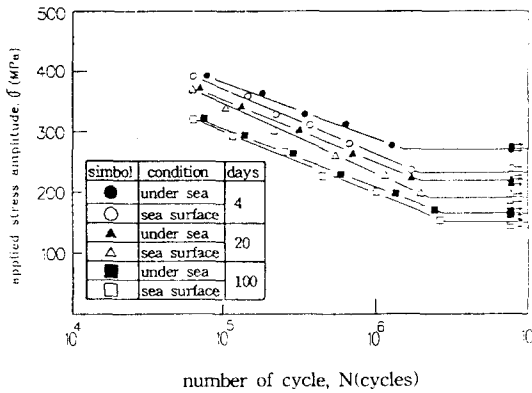 500
400
300
200
100
applied stress amplitude, σ (MPa)
simbol condition days
under sea
sea surface
4
under sea
sea surface
20
under sea
sea surface
100
10^4
10^5
10^6
10
number of cycle, N(cycles)